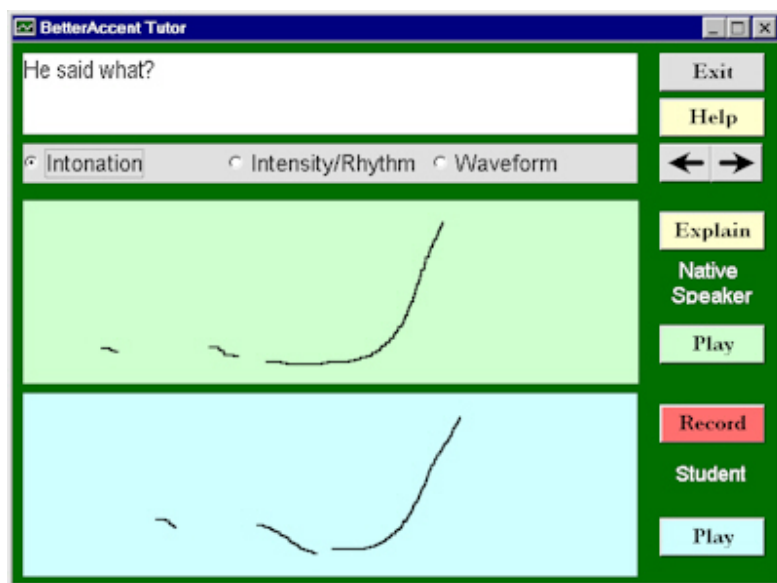 BetterAccent Tutor
He said what?
Exit
Help
Intonation
Intensity/Rhythm
Waveform
Explain
Native
Speaker
Play
Record
Student
Play